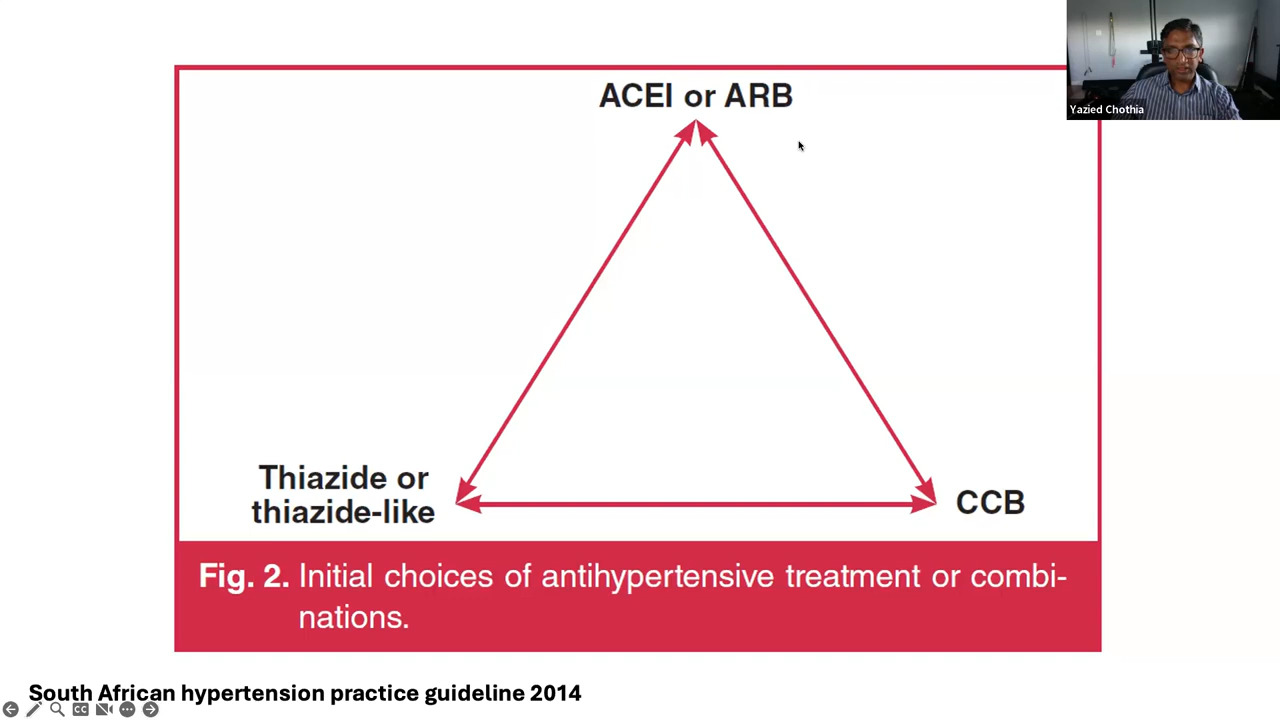 Yazied Chothia
ACEI or ARB
Thiazide or
thiazide-like
CCB
Fig. 2. Initial choices of antihypertensive treatment or combi-
nations.
South African hypertension practice guideline 2014
CC